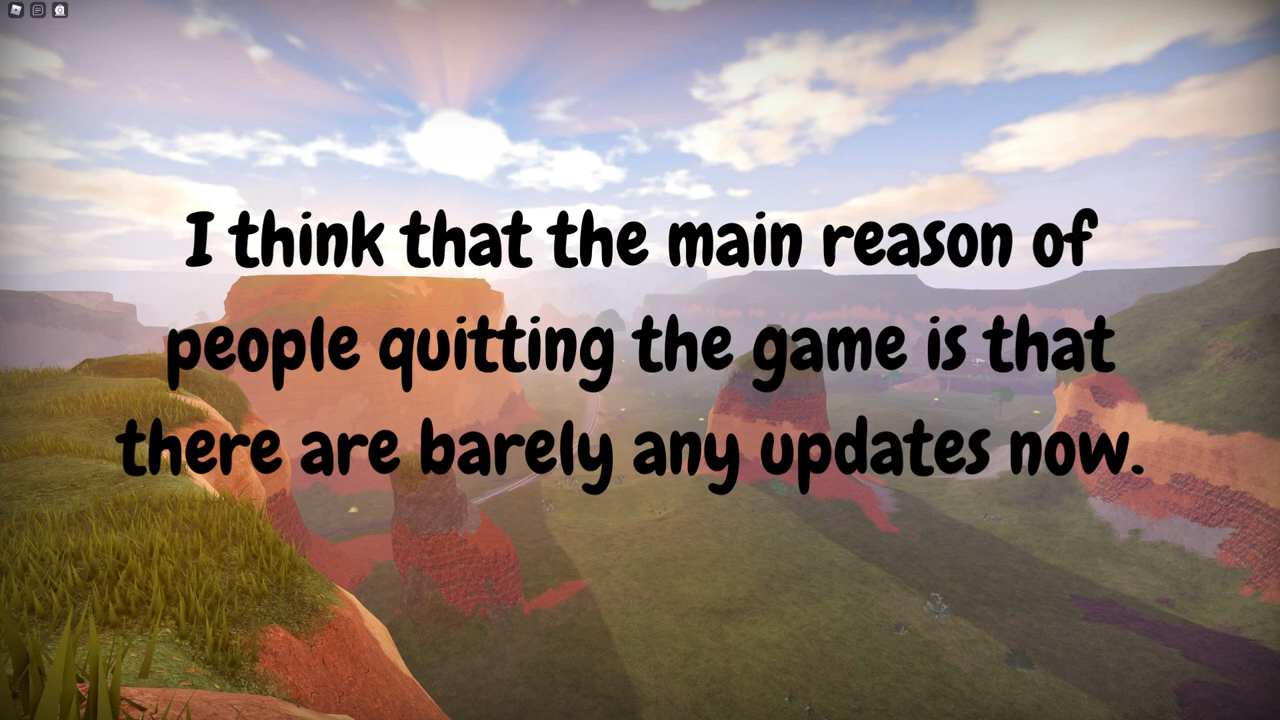 I think that the main reason of
people quitting the game is that
there are barely any updates now.